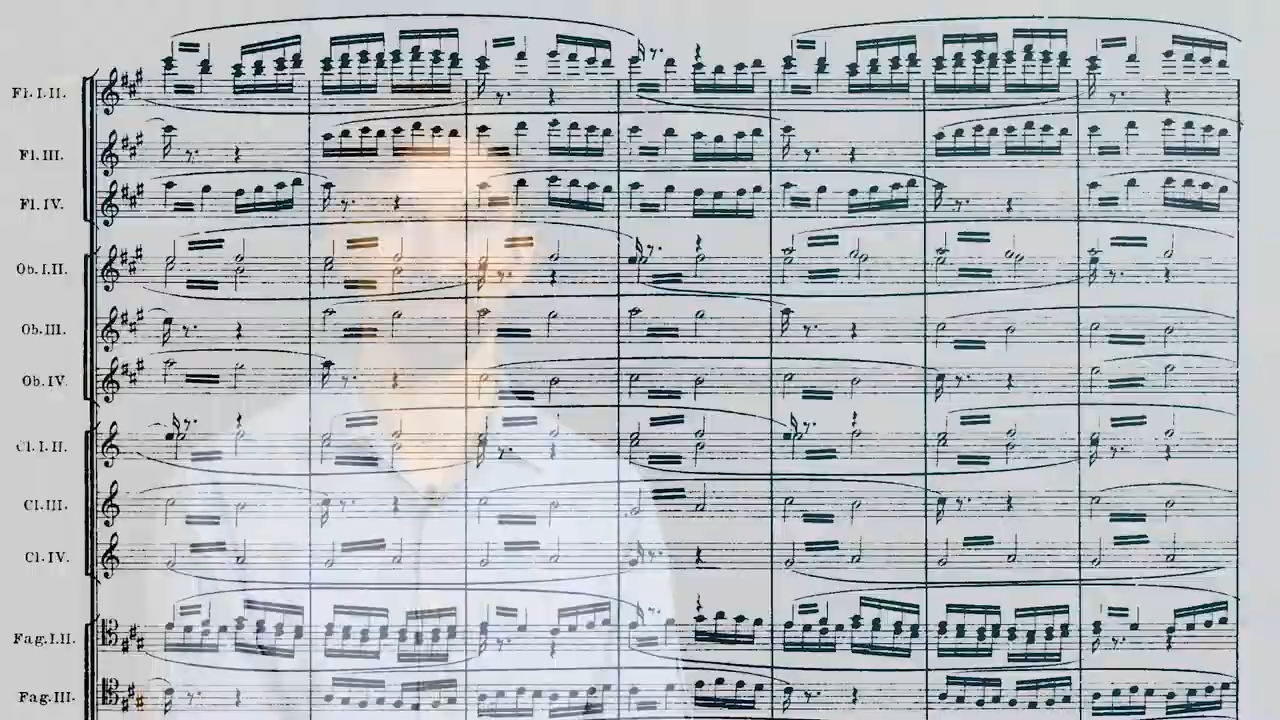 Fl. I. II.
Fl. III.
Fl. IV.
Ob. I. II.
Ob. III.
Ob. IV.
Cl. I. II.
Cl. III.
Cl. IV.
Fag. I. II.
Fag. III.